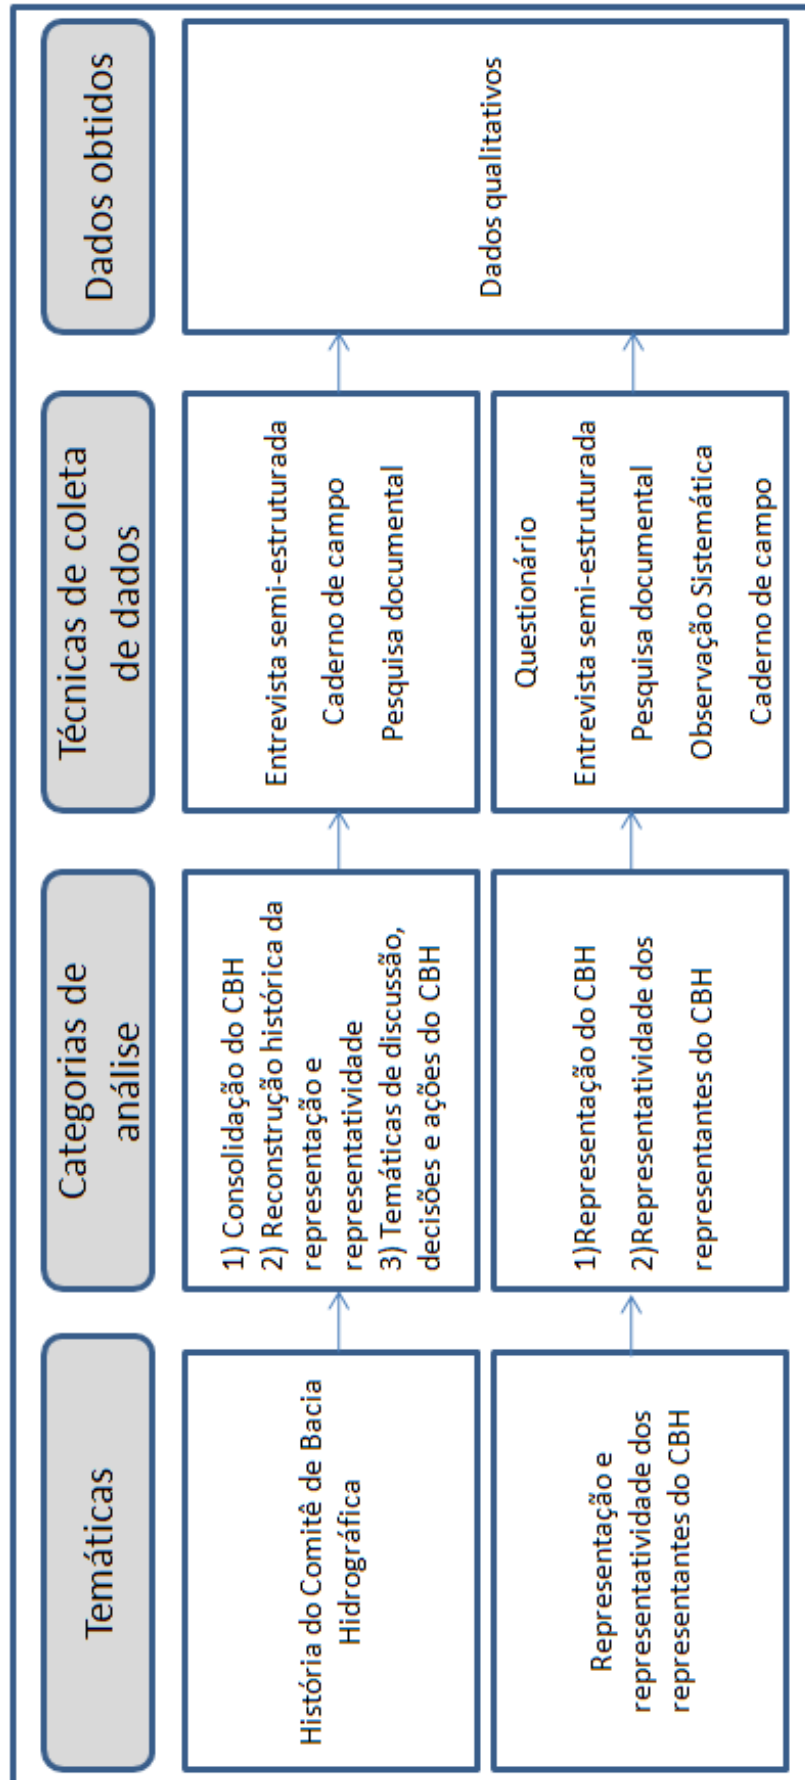 Temáticas
Categorias de
análise
Técnicas de coleta
de dados
Dados obtidos
História do Comitê de Bacia
Hidrográfica
1) Consolidação do CBH
2) Reconstrução histórica da
representação e
representatividade
3) Temáticas de discussão,
decisões e ações do CBH
Entrevista semi-estruturada
Caderno de campo
Pesquisa documental
Dados qualitativos
Representação e
representatividade dos
representantes do CBH
1)Representação do CBH
2)Representatividade dos
representantes do CBH
Questionário
Entrevista semi-estruturada
Pesquisa documental
Observação Sistemática
Caderno de campo